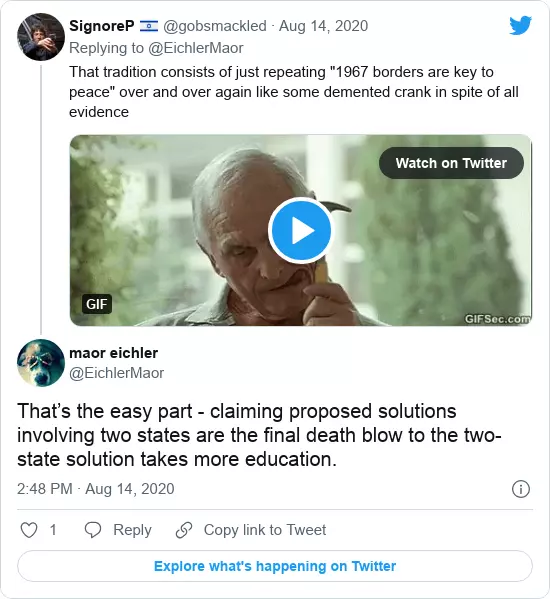 SignoreP 🇮🇱 @gobsmackled · Aug 14, 2020
Replying to @EichlerMaor
That tradition consists of just repeating "1967 borders are key to
peace" over and over again like some demented crank in spite of all
evidence
Watch on Twitter
GIF
GIFSec.com
maor eichler
@EichlerMaor
That’s the easy part - claiming proposed solutions
involving two states are the final death blow to the two-
state solution takes more education.
2:48 PM · Aug 14, 2020
1 Reply Copy link to Tweet
Explore what's happening on Twitter